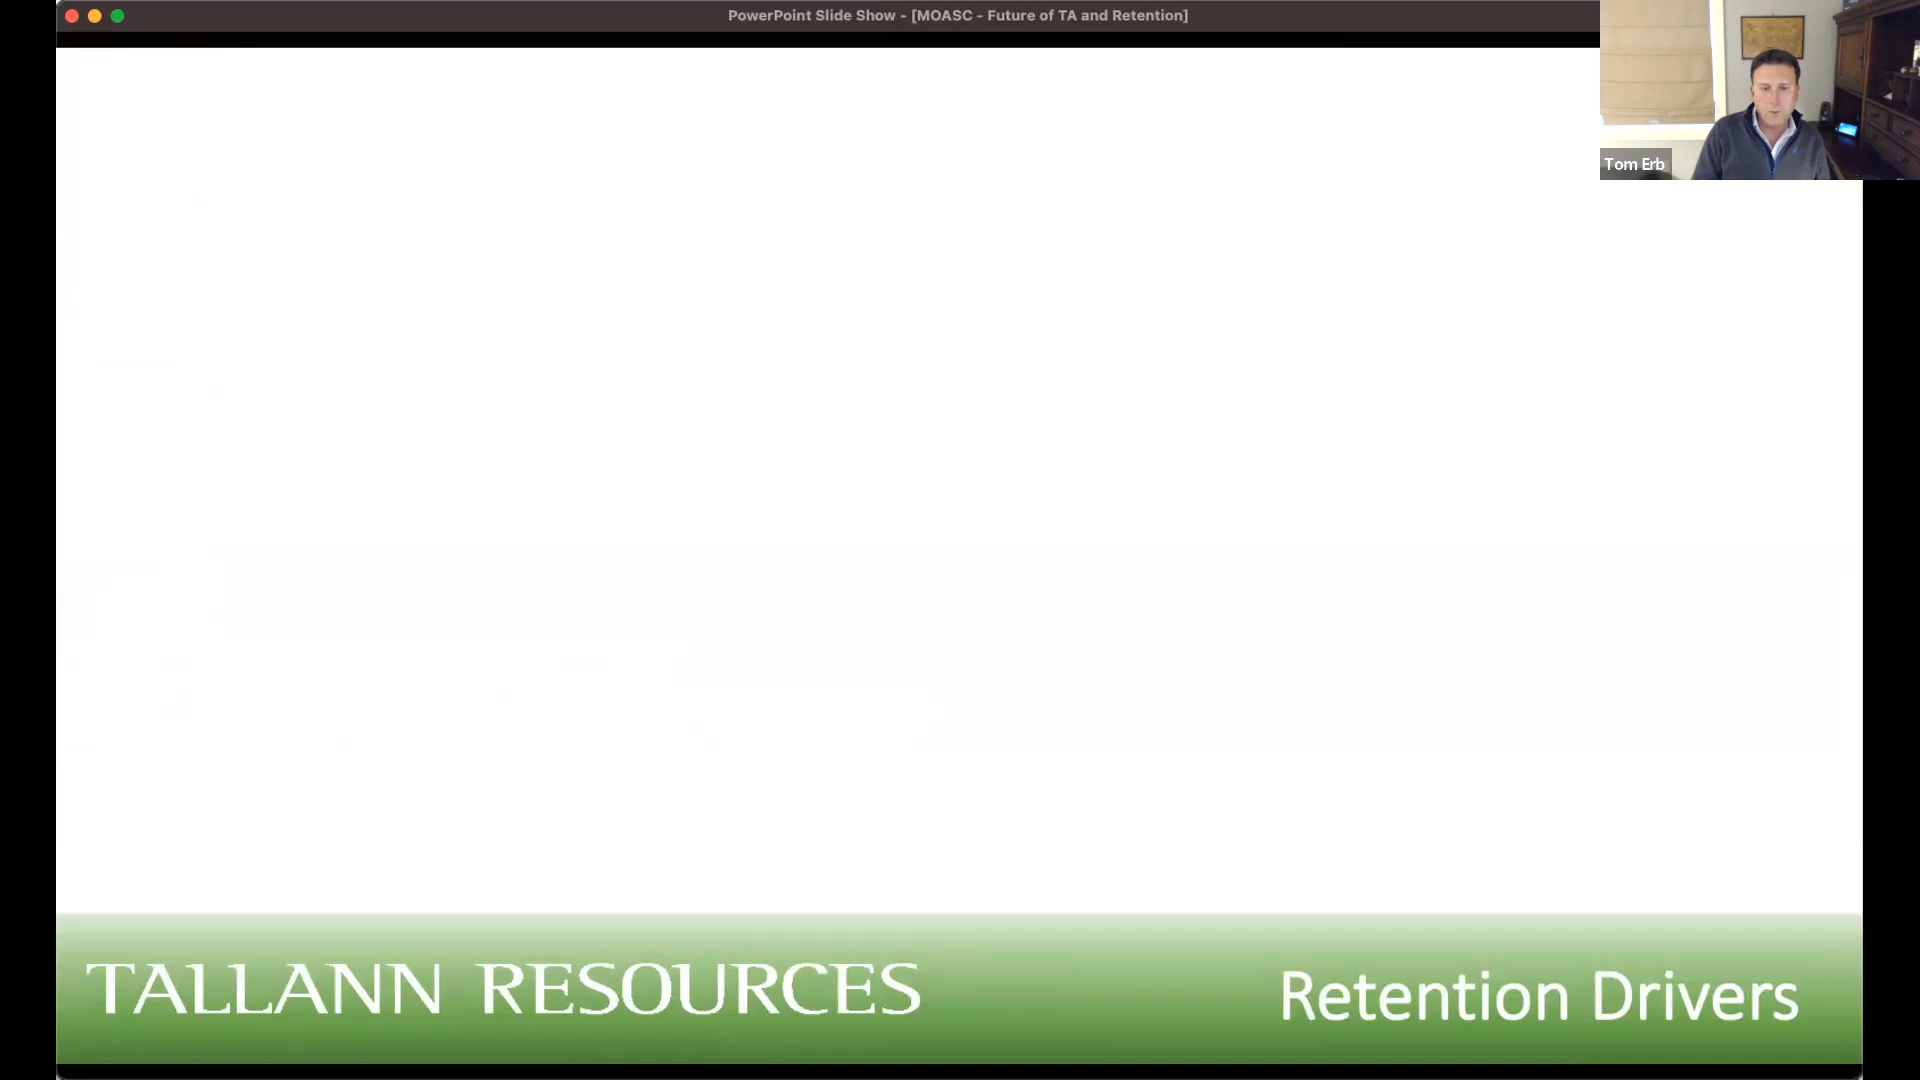 PowerPoint Slide Show - [MOASC - Future of TA and Retention]
Tom Erb
TALLANN RESOURCES
Retention Drivers